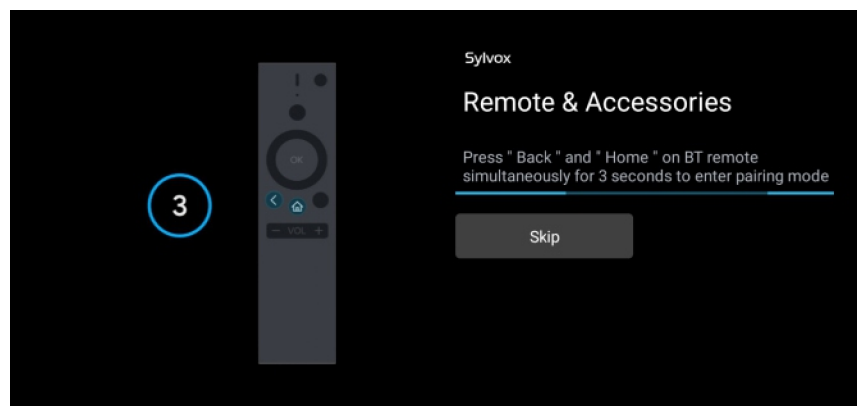 Sylvox
Remote & Accessories
Press " Back " and " Home " on BT remote
simultaneously for 3 seconds to enter pairing mode
Skip
3
OK
− VOL +